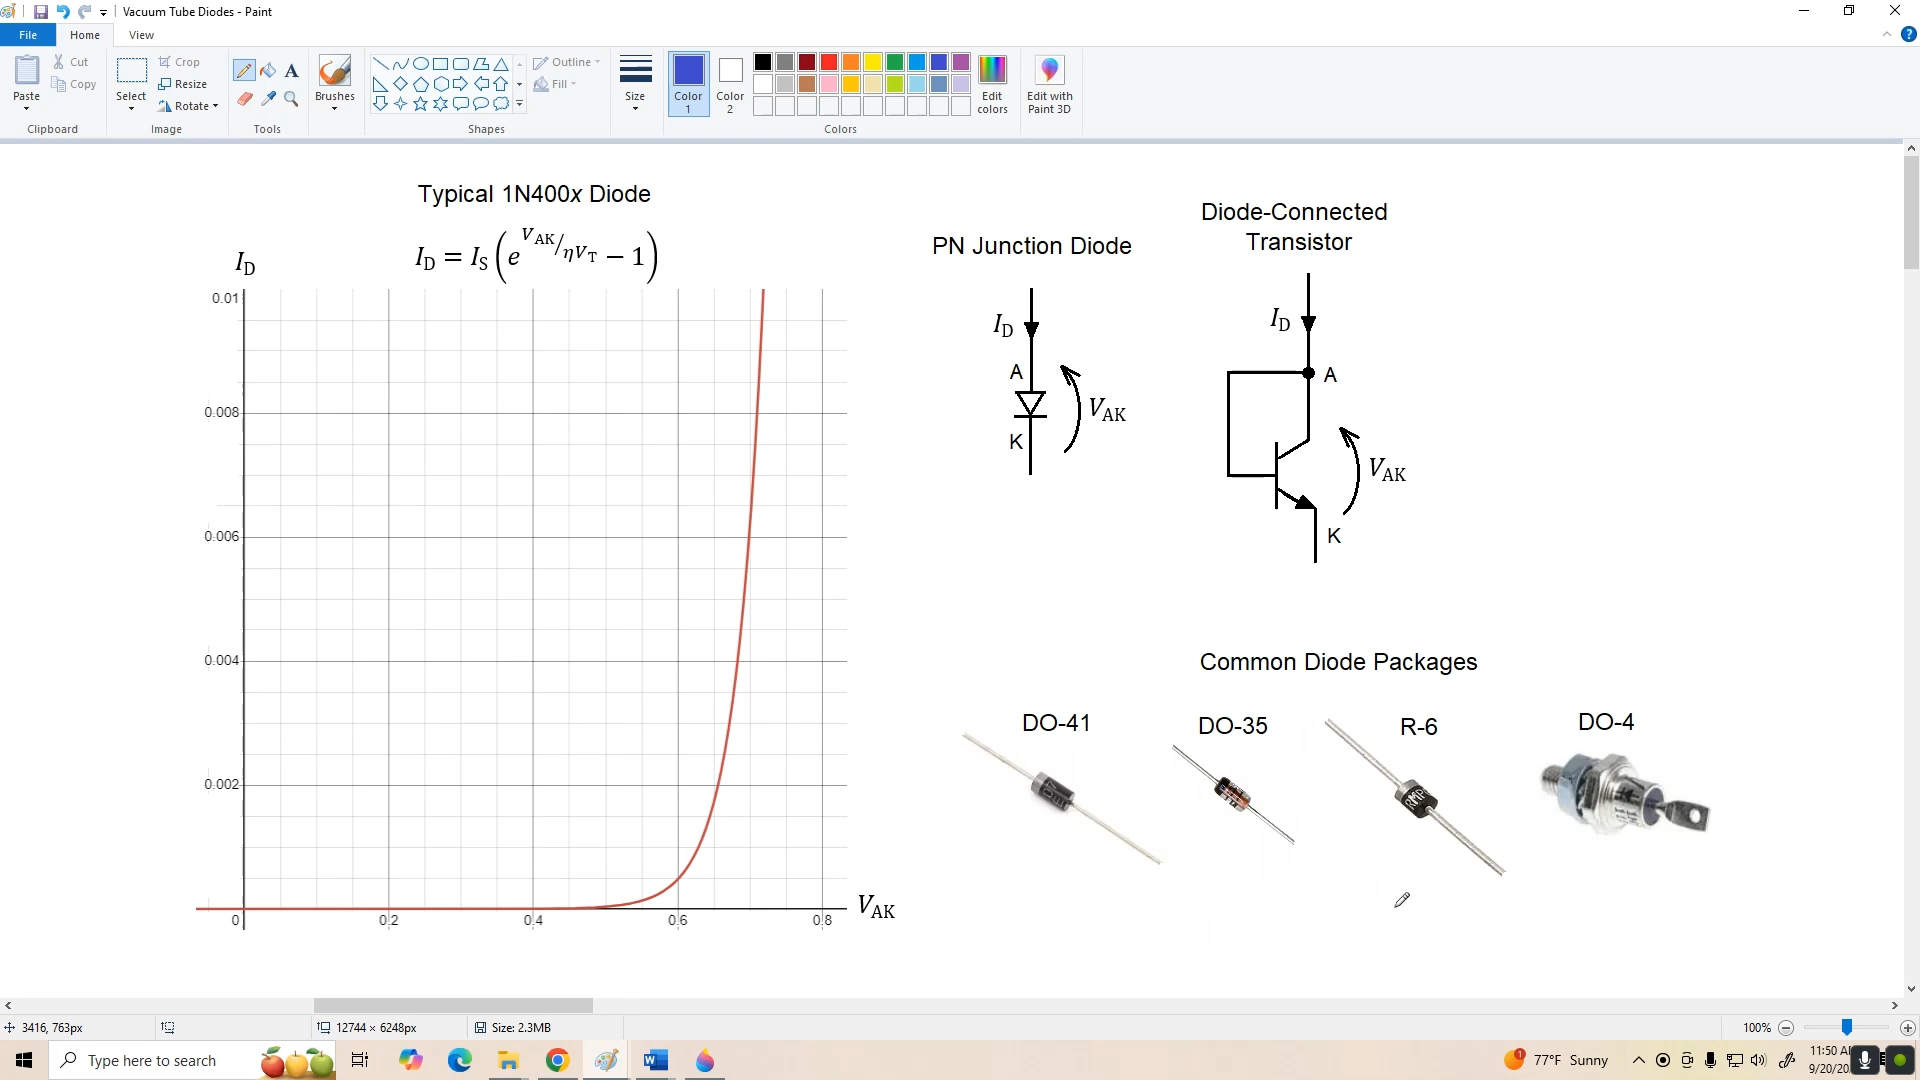 Vacuum Tube Diodes - Paint
File
Home
View
Paste
Cut
Copy
Clipboard
Select
Crop
Resize
Rotate
Image
A
Tools
Brushes
Shapes
Outline
Fill
Size
Color 1
Color 2
Edit colors
Edit with Paint 3D
Colors
Typical 1N400x Diode
I_D = I_S (e^{V_AK/ηV_T} − 1)
I_D
0.01
0.008
0.006
0.004
0.002
0
0.2
0.4
0.6
0.8
V_AK
PN Junction Diode
I_D
A
K
V_AK
Diode-Connected
Transistor
I_D
A
V_AK
K
Common Diode Packages
DO-41
DO-35
R-6
DO-4
3416, 763px
12744 × 6248px
Size: 2.3MB
100%
Type here to search
77°F Sunny
11:50
9/20/20